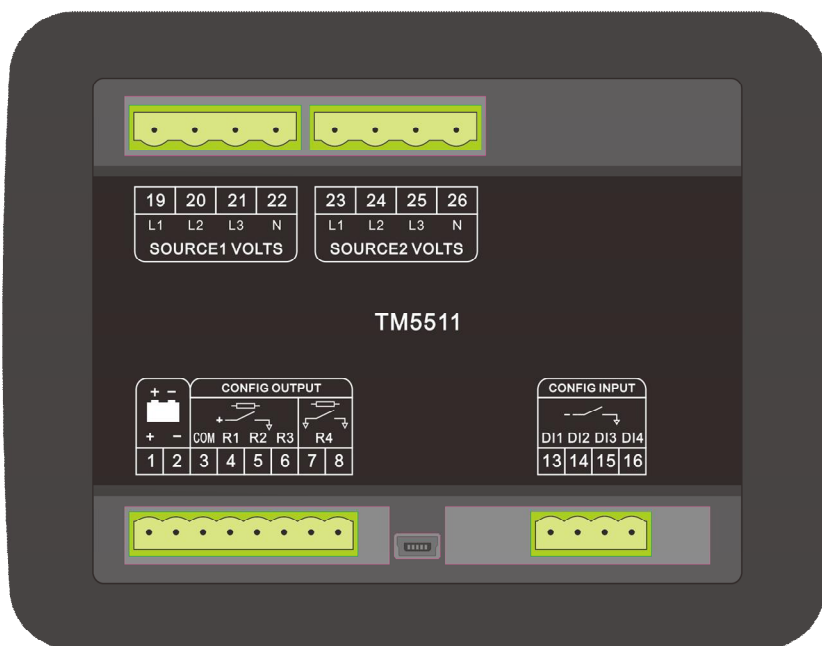 19 20 21 22
L1 L2 L3 N
SOURCE1 VOLTS
23 24 25 26
L1 L2 L3 N
SOURCE2 VOLTS
TM5511
+ −
+ −
1 2
CONFIG OUTPUT
+
COM R1 R2 R3 R4
3 4 5 6 7 8
CONFIG INPUT
DI1 DI2 DI3 DI4
13 14 15 16